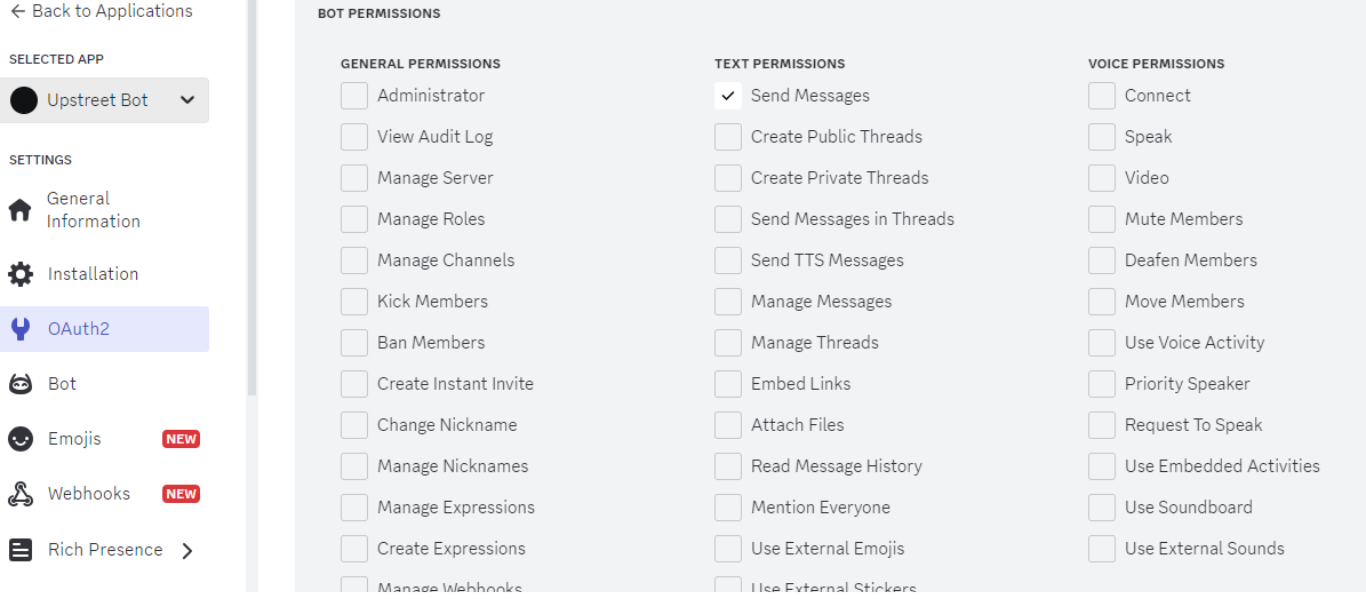 Back to Applications
SELECTED APP
Upstreet Bot
SETTINGS
General
Information
Installation
OAuth2
Bot
Emojis NEW
Webhooks NEW
Rich Presence
BOT PERMISSIONS
GENERAL PERMISSIONS
Administrator
View Audit Log
Manage Server
Manage Roles
Manage Channels
Kick Members
Ban Members
Create Instant Invite
Change Nickname
Manage Nicknames
Manage Expressions
Create Expressions
Manage Webhooks
TEXT PERMISSIONS
Send Messages
Create Public Threads
Create Private Threads
Send Messages in Threads
Send TTS Messages
Manage Messages
Manage Threads
Embed Links
Attach Files
Read Message History
Mention Everyone
Use External Emojis
Use External Stickers
VOICE PERMISSIONS
Connect
Speak
Video
Mute Members
Deafen Members
Move Members
Use Voice Activity
Priority Speaker
Request To Speak
Use Embedded Activities
Use Soundboard
Use External Sounds